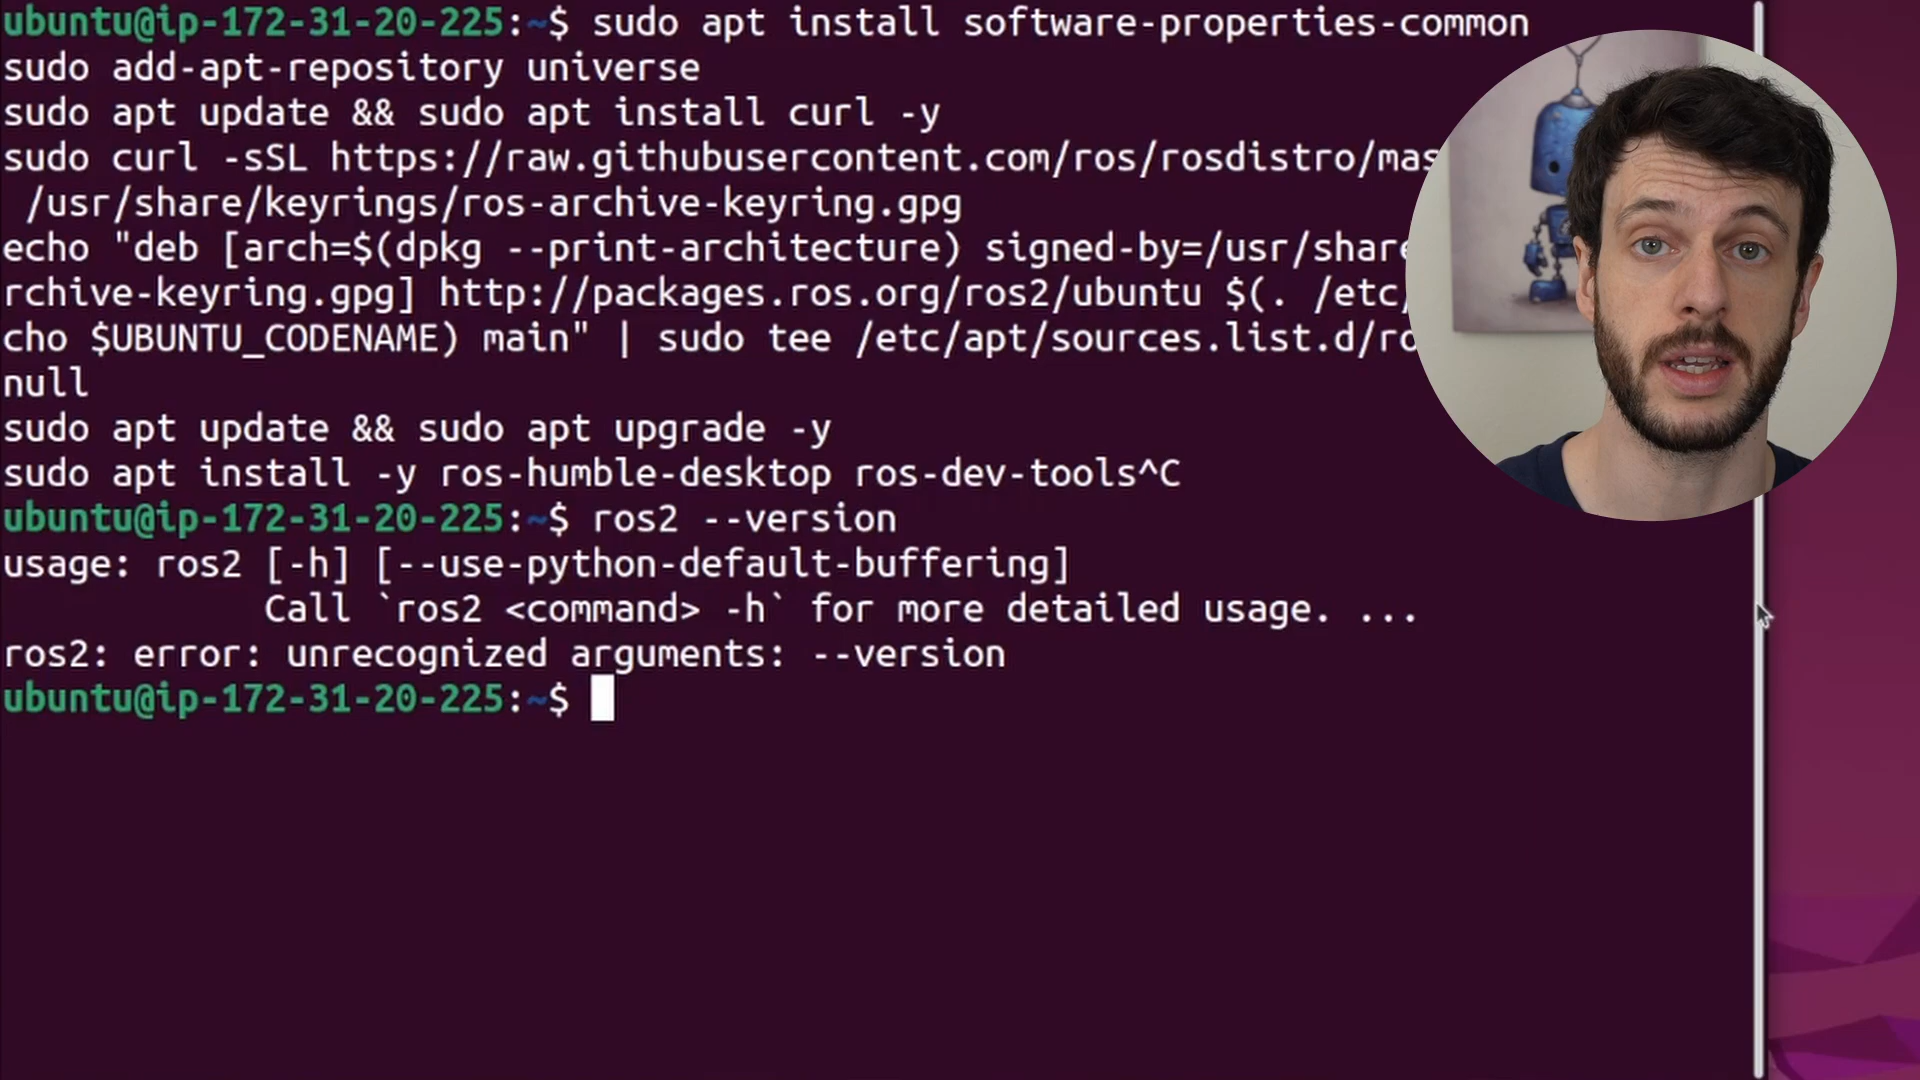 ubuntu@ip-172-31-20-225:~$ sudo apt install software-properties-common
sudo add-apt-repository universe
sudo apt update && sudo apt install curl -y
sudo curl -sSL https://raw.githubusercontent.com/ros/rosdistro/mas
/usr/share/keyrings/ros-archive-keyring.gpg
echo "deb [arch=$(dpkg --print-architecture) signed-by=/usr/share
rchive-keyring.gpg] http://packages.ros.org/ros2/ubuntu $(. /etc/
cho $UBUNTU_CODENAME) main" | sudo tee /etc/apt/sources.list.d/ro
null
sudo apt update && sudo apt upgrade -y
sudo apt install -y ros-humble-desktop ros-dev-tools^C
ubuntu@ip-172-31-20-225:~$ ros2 --version
usage: ros2 [-h] [--use-python-default-buffering]
Call `ros2 <command> -h` for more detailed usage. ...
ros2: error: unrecognized arguments: --version
ubuntu@ip-172-31-20-225:~$